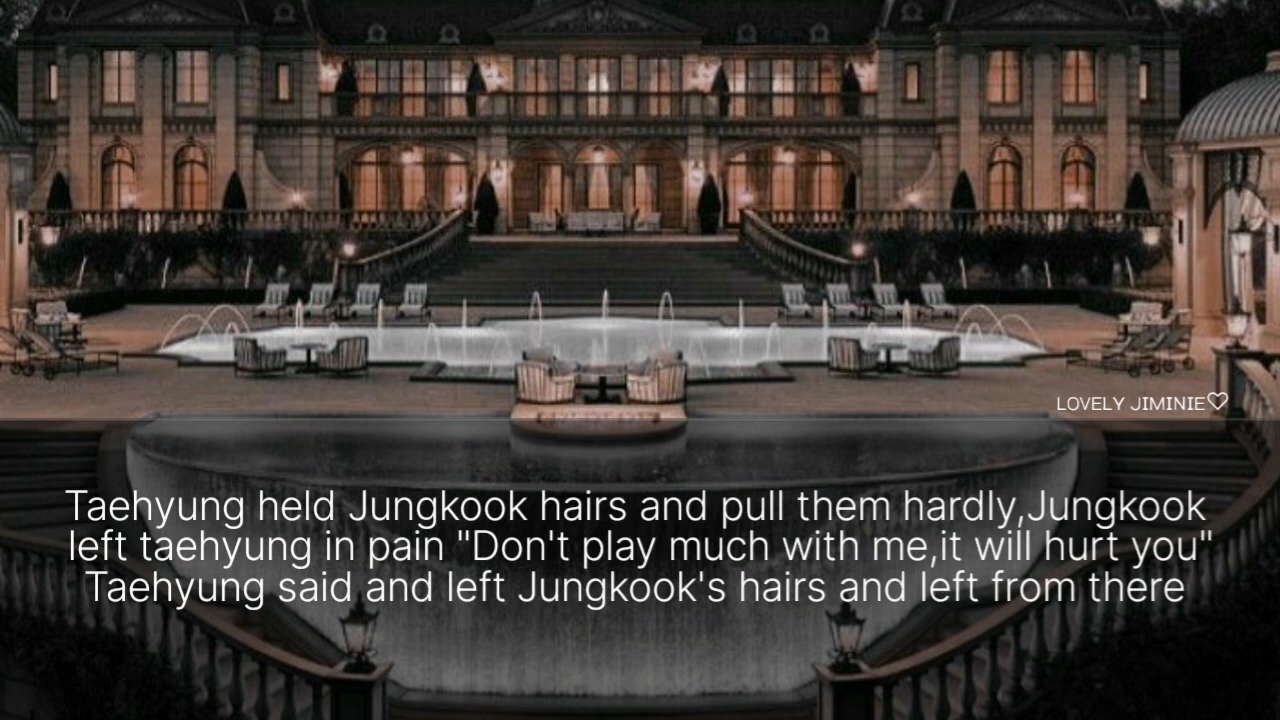 LOVELY JIMINIE♡
Taehyung held Jungkook hairs and pull them hardly,Jungkook
left taehyung in pain "Don't play much with me,it will hurt you"
Taehyung said and left Jungkook's hairs and left from there